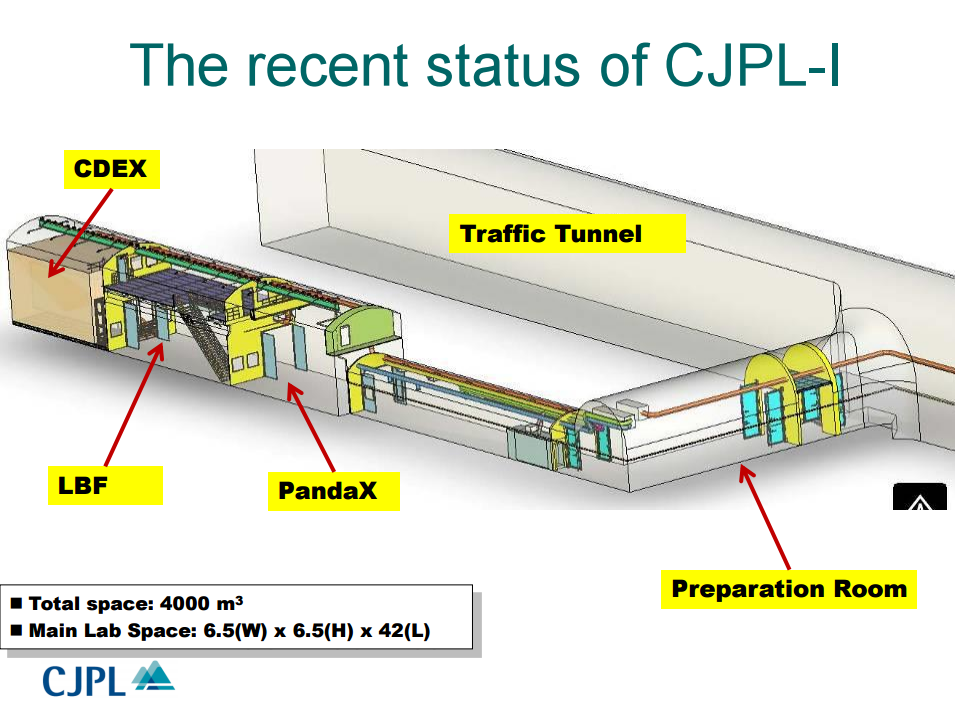 The recent status of CJPL-I
CDEX
Traffic Tunnel
LBF
PandaX
Preparation Room
■ Total space: 4000 m³
■ Main Lab Space: 6.5(W) x 6.5(H) x 42(L)
CJPL